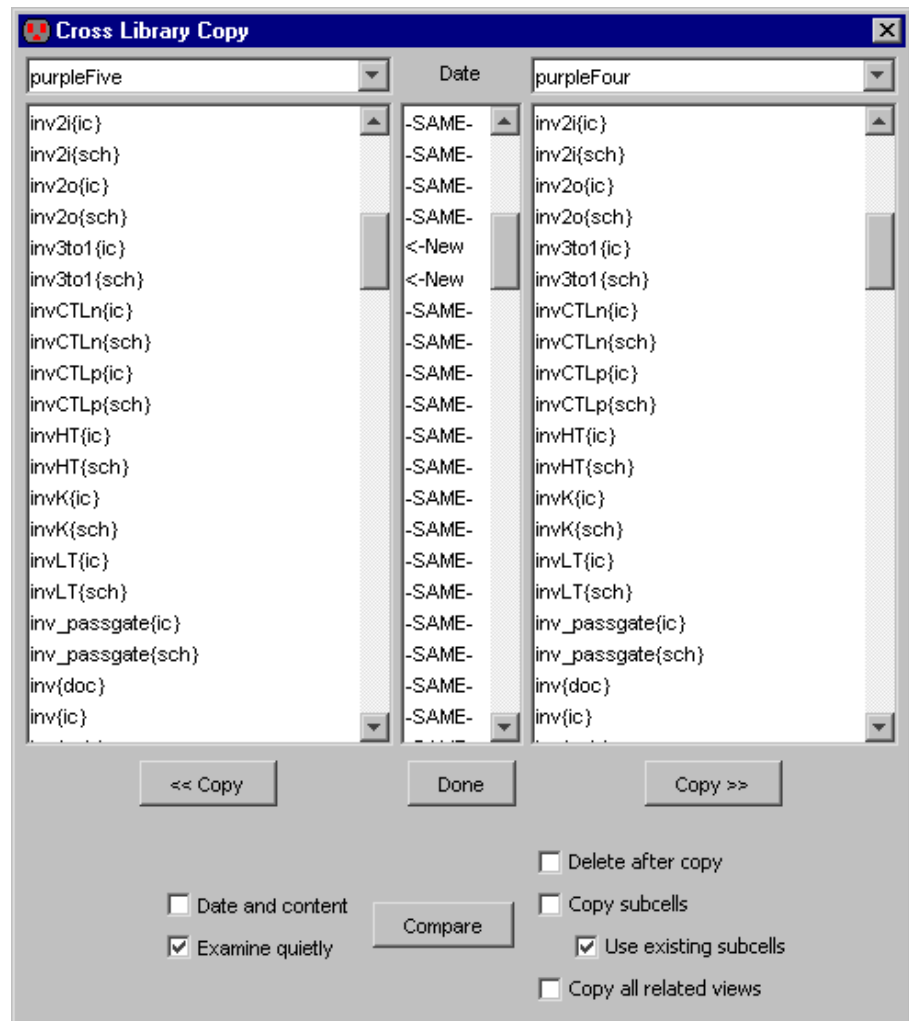 Cross Library Copy
purpleFive Date purpleFour
inv2i{ic} -SAME- inv2i{ic}
inv2i{sch} -SAME- inv2i{sch}
inv2o{ic} -SAME- inv2o{ic}
inv2o{sch} -SAME- inv2o{sch}
inv3to1{ic} <-New inv3to1{ic}
inv3to1{sch} <-New inv3to1{sch}
invCTLn{ic} -SAME- invCTLn{ic}
invCTLn{sch} -SAME- invCTLn{sch}
invCTLp{ic} -SAME- invCTLp{ic}
invCTLp{sch} -SAME- invCTLp{sch}
invHT{ic} -SAME- invHT{ic}
invHT{sch} -SAME- invHT{sch}
invK{ic} -SAME- invK{ic}
invK{sch} -SAME- invK{sch}
invLT{ic} -SAME- invLT{ic}
invLT{sch} -SAME- invLT{sch}
inv_passgate{ic} -SAME- inv_passgate{ic}
inv_passgate{sch} -SAME- inv_passgate{sch}
inv{doc} -SAME- inv{doc}
inv{ic} -SAME- inv{ic}
<< Copy Done Copy >>
Delete after copy
Date and content Copy subcells
Compare
Examine quietly Use existing subcells
Copy all related views